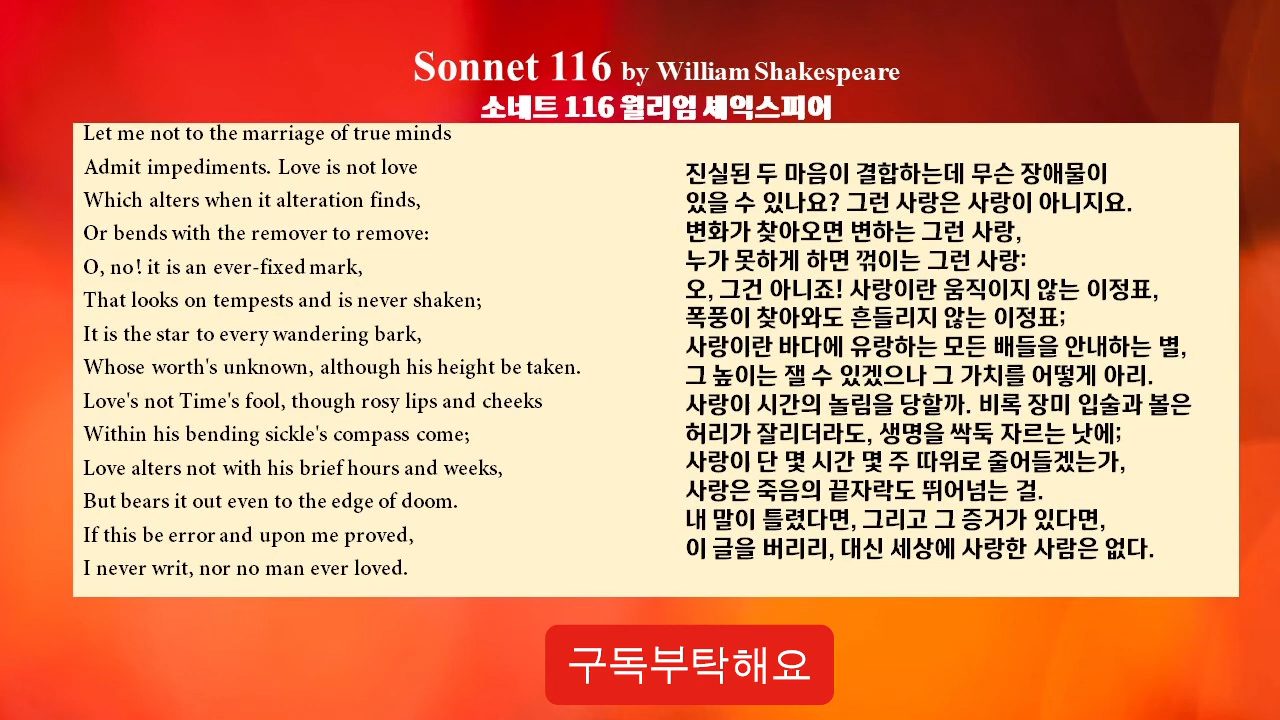 Sonnet 116 by William Shakespeare
소네트 116 윌리엄 셰익스피어
Let me not to the marriage of true minds
Admit impediments. Love is not love
Which alters when it alteration finds,
Or bends with the remover to remove:
O, no! it is an ever-fixed mark,
That looks on tempests and is never shaken;
It is the star to every wandering bark,
Whose worth's unknown, although his height be taken.
Love's not Time's fool, though rosy lips and cheeks
Within his bending sickle's compass come;
Love alters not with his brief hours and weeks,
But bears it out even to the edge of doom.
If this be error and upon me proved,
I never writ, nor no man ever loved.
진실된 두 마음이 결합하는데 무슨 장애물이
있을 수 있나요? 그런 사랑은 사랑이 아니지요.
변화가 찾아오면 변하는 그런 사랑,
누가 못하게 하면 꺾이는 그런 사랑:
오, 그건 아니죠! 사랑이란 움직이지 않는 이정표,
폭풍이 찾아와도 흔들리지 않는 이정표;
사랑이란 바다에 유랑하는 모든 배들을 안내하는 별,
그 높이는 잴 수 있겠으나 그 가치를 어떻게 아리.
사랑이 시간의 놀림을 당할까. 비록 장미 입술과 볼은
허리가 잘리더라도, 생명을 싹둑 자르는 낫에;
사랑이 단 몇 시간 몇 주 따위로 줄어들겠는가,
사랑은 죽음의 끝자락도 뛰어넘는 걸.
내 말이 틀렸다면, 그리고 그 증거가 있다면,
이 글을 버리리, 대신 세상에 사랑한 사람은 없다.
구독부탁해요